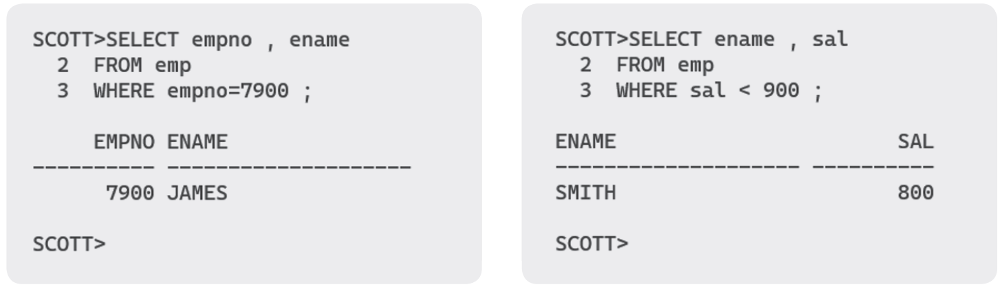 SCOTT>SELECT empno , ename
  2  FROM emp
  3  WHERE empno=7900 ;
     EMPNO ENAME
---------- --------------------
      7900 JAMES
SCOTT>
SCOTT>SELECT ename , sal
  2  FROM emp
  3  WHERE sal < 900 ;
ENAME                       SAL
-------------------- ----------
SMITH                       800
SCOTT>